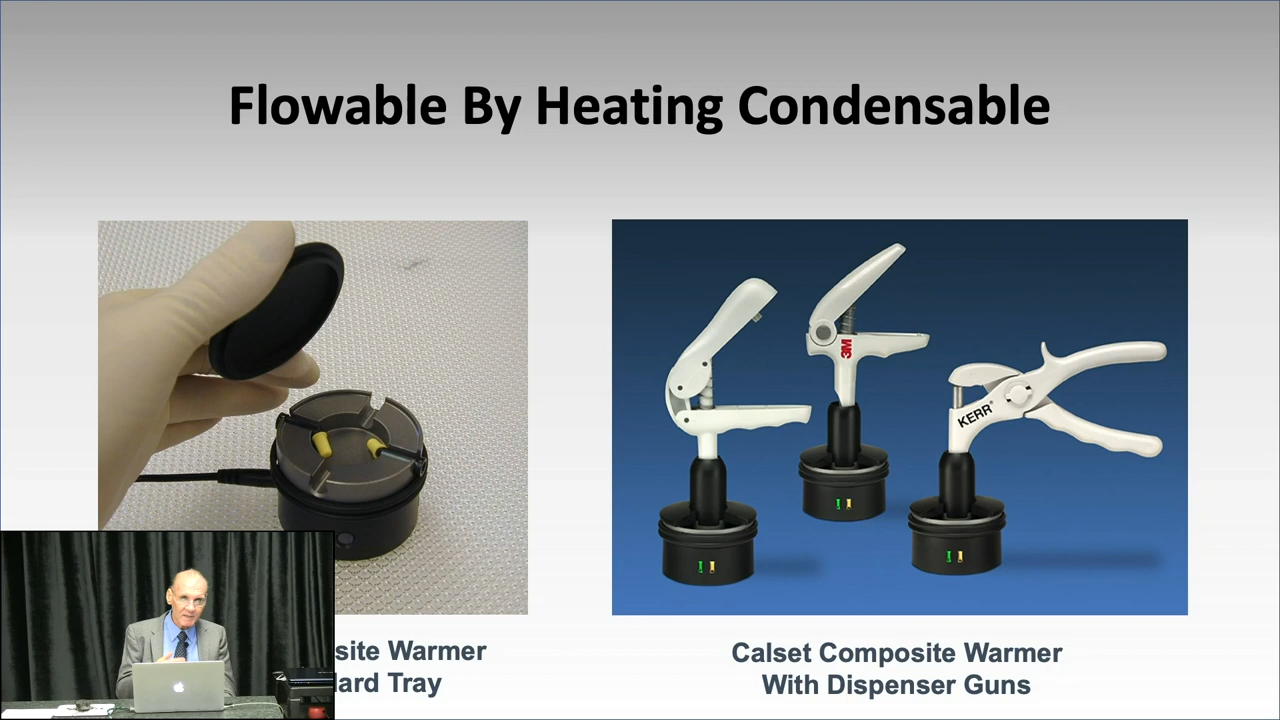 Flowable By Heating Condensable
3M
KERR
site Warmer
ard Tray
Calset Composite Warmer
With Dispenser Guns